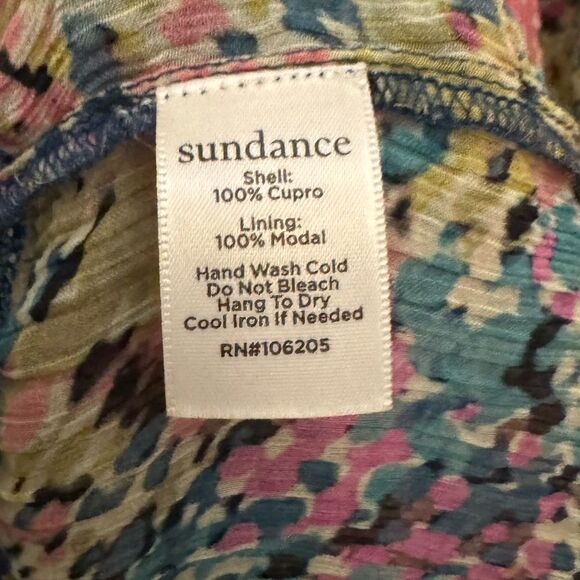 sundance
Shell:
100% Cupro
Lining:
100% Modal
Hand Wash Cold
Do Not Bleach
Hang To Dry
Cool Iron If Needed
RN#106205